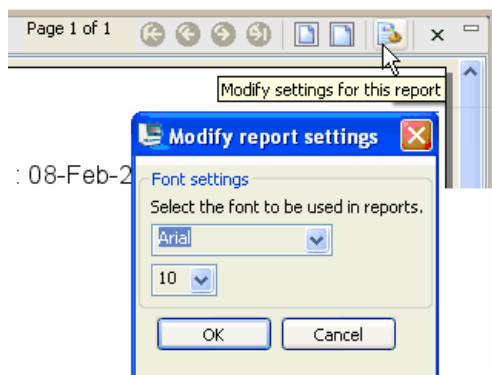 Page 1 of 1
Modify settings for this report
Modify report settings
: 08-Feb-2
Font settings
Select the font to be used in reports.
Arial
10
OK
Cancel